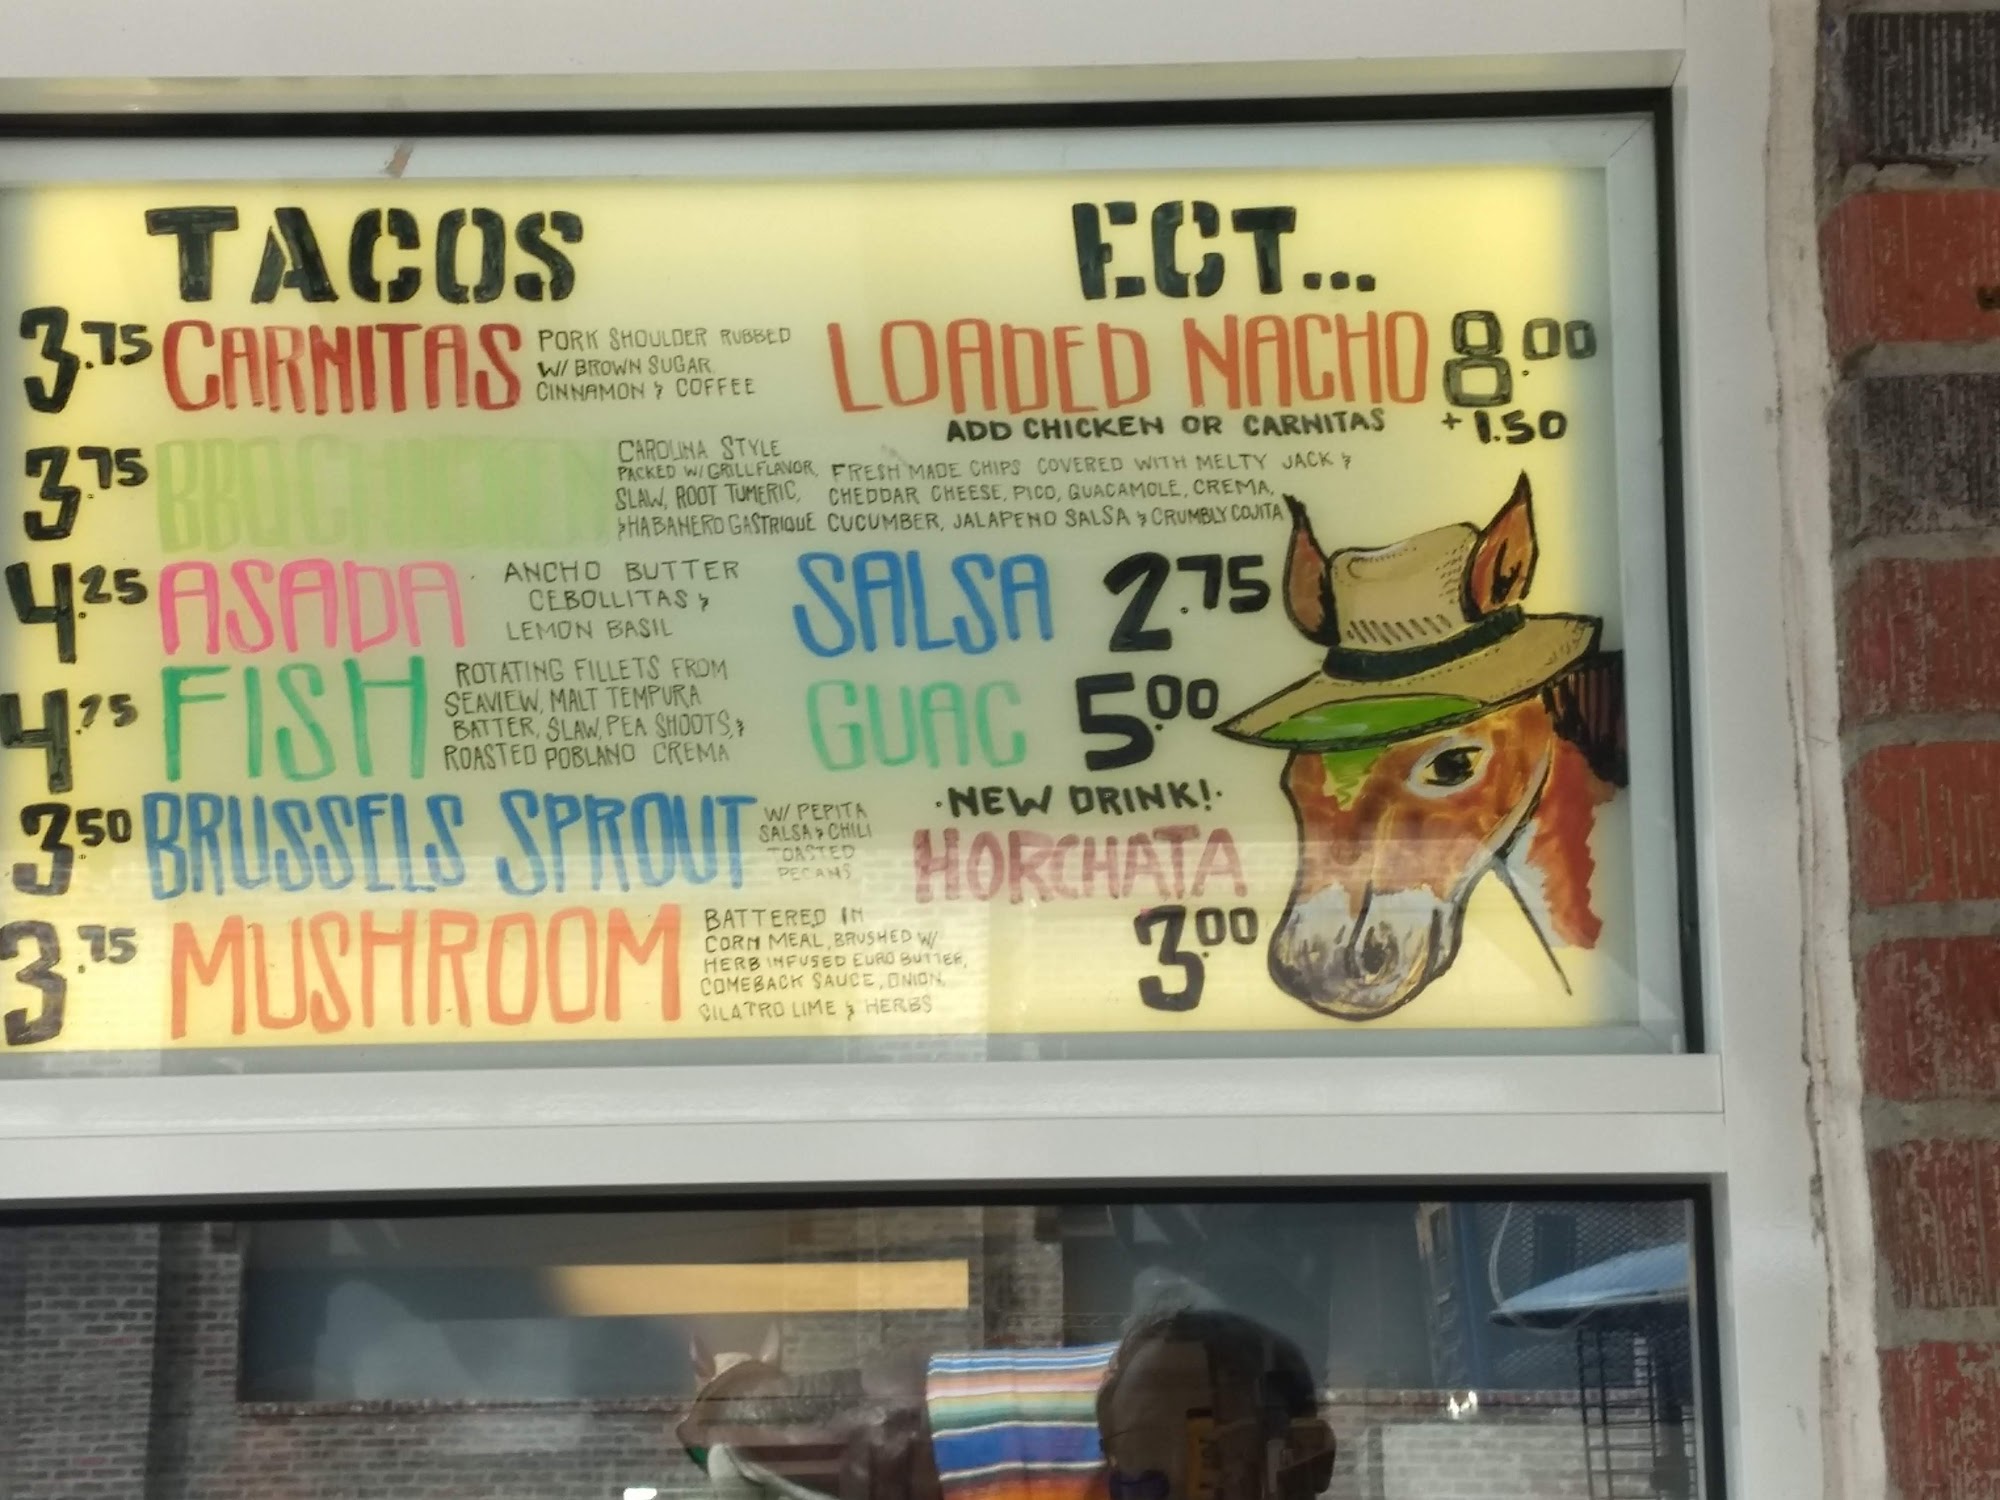 TACOS
3.75 CARNITAS PORK SHOULDER RUBBED
W/ BROWN SUGAR,
CINNAMON & COFFEE
3.75 BBQ CHICKEN CAROLINA STYLE
PACKED W/ GRILL FLAVOR,
SLAW, ROOT TUMERIC,
& HABANERO GASTRIQUE
4.25 ASADA ANCHO BUTTER
CEBOLLITAS &
LEMON BASIL
4.75 FISH ROTATING FILLETS FROM
SEAVIEW, MALT TEMPURA
BATTER, SLAW, PEA SHOOTS, &
ROASTED POBLANO CREMA
3.50 BRUSSELS SPROUT W/ PEPITA
SALSA & CHILI
TOASTED
PECANS
3.75 MUSHROOM BATTERED IN
CORN MEAL, BRUSHED W/
HERB INFUSED EURO BUTTER,
COMEBACK SAUCE, ONION,
CILATRO LIME & HERBS
ECT...
LOADED NACHO 8.00
ADD CHICKEN OR CARNITAS +1.50
FRESH MADE CHIPS COVERED WITH MELTY JACK &
CHEDDAR CHEESE, PICO, GUACAMOLE, CREMA,
CUCUMBER, JALAPENO SALSA & CRUMBLY COJITA
SALSA 2.75
GUAC 5.00
·NEW DRINK!·
HORCHATA
3.00